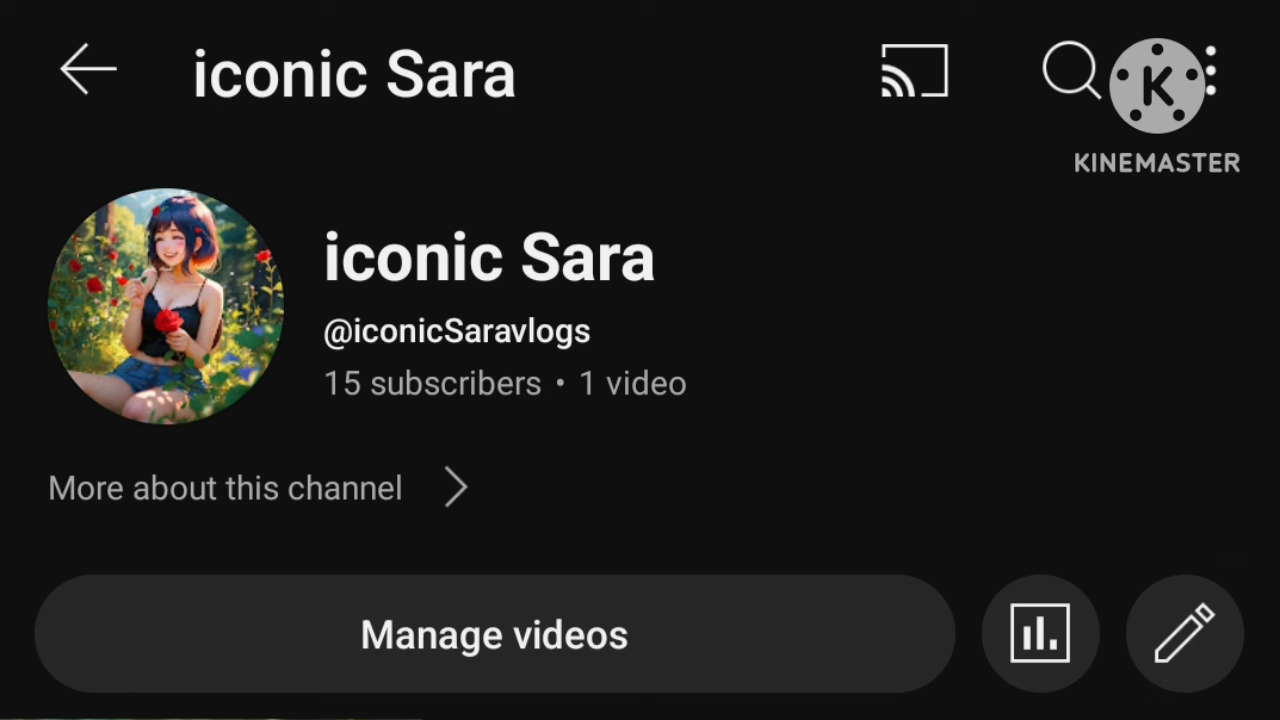 iconic Sara
KINEMASTER
iconic Sara
@iconicSaravlogs
15 subscribers • 1 video
More about this channel
Manage videos